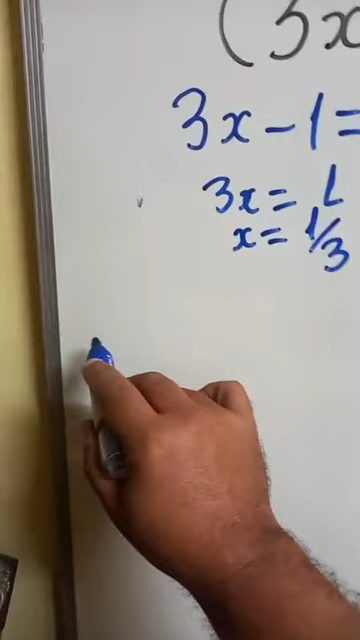 (3x
3x - 1 =
3x = 1
x = 1/3